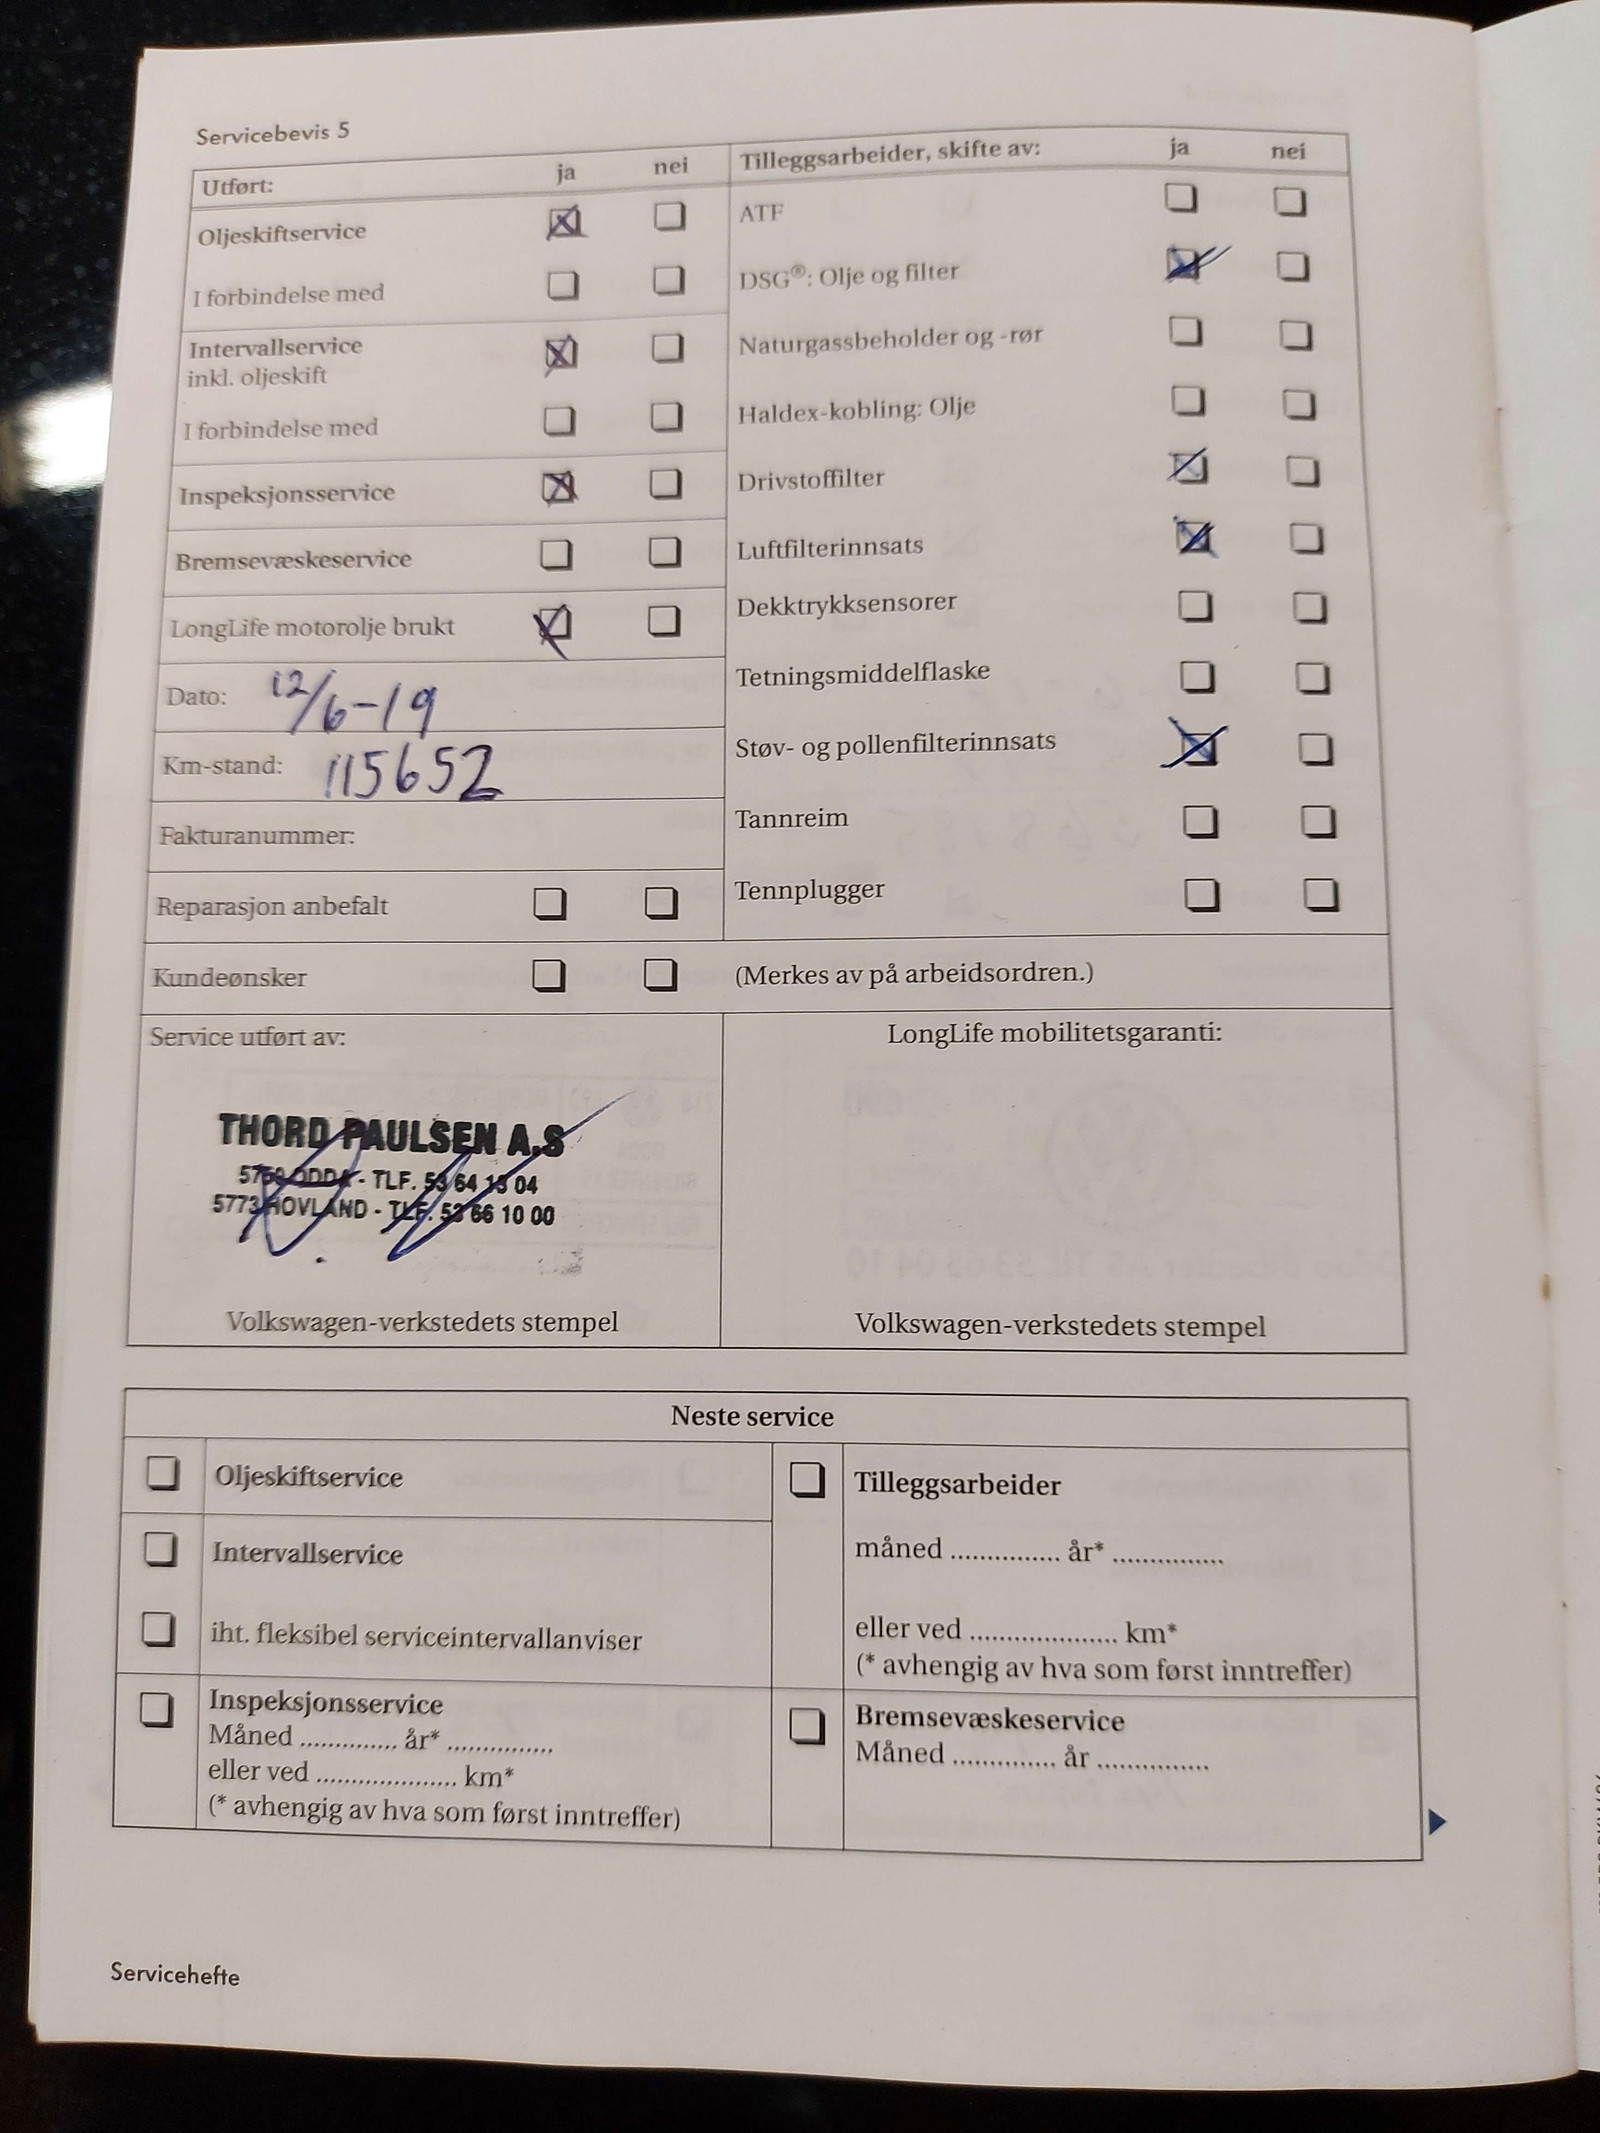 Servicebevis 5
Utført: ja nei
Oljeskiftservice
I forbindelse med
Intervallservice
inkl. oljeskift
I forbindelse med
Inspeksjonsservice
Bremsevæskeservice
LongLife motorolje brukt
Dato: 12/6-19
Km-stand: 115652
Fakturanummer:
Reparasjon anbefalt
Tilleggsarbeider, skifte av: ja nei
ATF
DSG®: Olje og filter
Naturgassbeholder og -rør
Haldex-kobling: Olje
Drivstoffilter
Luftfilterinnsats
Dekktrykksensorer
Tetningsmiddelflaske
Støv- og pollenfilterinnsats
Tannreim
Tennplugger
Kundeønsker (Merkes av på arbeidsordren.)
Service utført av:
THORD PAULSEN A.S
5750 ODDA - TLF. 53 64 13 04
5773 HOVLAND - TLF. 53 66 10 00
Volkswagen-verkstedets stempel
LongLife mobilitetsgaranti:
Volkswagen-verkstedets stempel
Neste service
Oljeskiftservice
Intervallservice
iht. fleksibel serviceintervallanviser
Inspeksjonsservice
Måned .............. år* ...............
eller ved .................... km*
(* avhengig av hva som først inntreffer)
Tilleggsarbeider
måned ............... år* ...............
eller ved .................... km*
(* avhengig av hva som først inntreffer)
Bremsevæskeservice
Måned .............. år ...............
Servicehefte